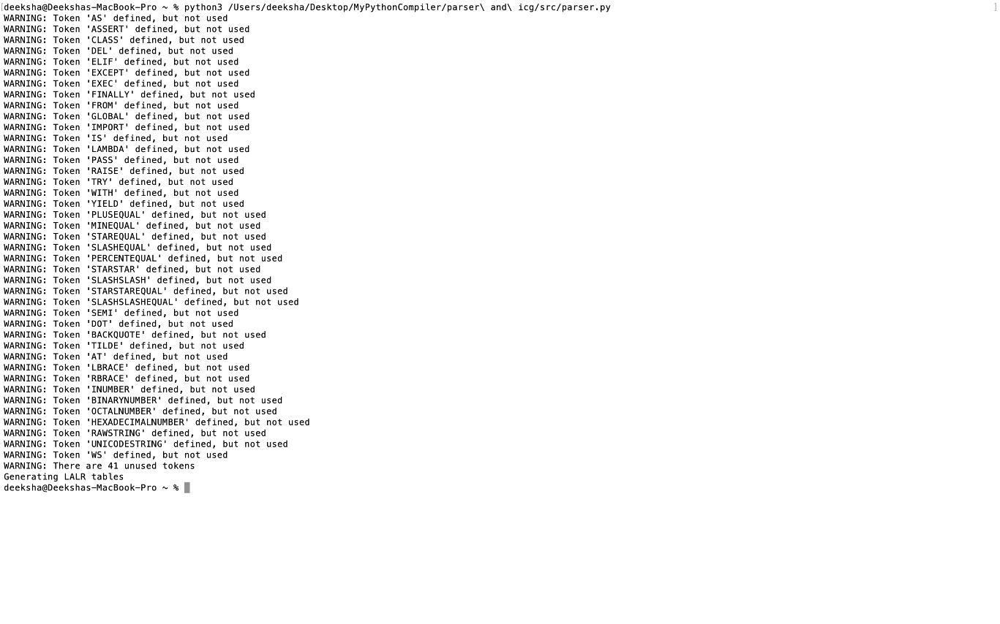 [deeksha@Deekshas-MacBook-Pro ~ % python3 /Users/deeksha/Desktop/MyPythonCompiler/parser\ and\ icg/src/parser.py ]
WARNING: Token 'AS' defined, but not used
WARNING: Token 'ASSERT' defined, but not used
WARNING: Token 'CLASS' defined, but not used
WARNING: Token 'DEL' defined, but not used
WARNING: Token 'ELIF' defined, but not used
WARNING: Token 'EXCEPT' defined, but not used
WARNING: Token 'EXEC' defined, but not used
WARNING: Token 'FINALLY' defined, but not used
WARNING: Token 'FROM' defined, but not used
WARNING: Token 'GLOBAL' defined, but not used
WARNING: Token 'IMPORT' defined, but not used
WARNING: Token 'IS' defined, but not used
WARNING: Token 'LAMBDA' defined, but not used
WARNING: Token 'PASS' defined, but not used
WARNING: Token 'RAISE' defined, but not used
WARNING: Token 'TRY' defined, but not used
WARNING: Token 'WITH' defined, but not used
WARNING: Token 'YIELD' defined, but not used
WARNING: Token 'PLUSEQUAL' defined, but not used
WARNING: Token 'MINEQUAL' defined, but not used
WARNING: Token 'STAREQUAL' defined, but not used
WARNING: Token 'SLASHEQUAL' defined, but not used
WARNING: Token 'PERCENTEQUAL' defined, but not used
WARNING: Token 'STARSTAR' defined, but not used
WARNING: Token 'SLASHSLASH' defined, but not used
WARNING: Token 'STARSTAREQUAL' defined, but not used
WARNING: Token 'SLASHSLASHEQUAL' defined, but not used
WARNING: Token 'SEMI' defined, but not used
WARNING: Token 'DOT' defined, but not used
WARNING: Token 'BACKQUOTE' defined, but not used
WARNING: Token 'TILDE' defined, but not used
WARNING: Token 'AT' defined, but not used
WARNING: Token 'LBRACE' defined, but not used
WARNING: Token 'RBRACE' defined, but not used
WARNING: Token 'INUMBER' defined, but not used
WARNING: Token 'BINARYNUMBER' defined, but not used
WARNING: Token 'OCTALNUMBER' defined, but not used
WARNING: Token 'HEXADECIMALNUMBER' defined, but not used
WARNING: Token 'RAWSTRING' defined, but not used
WARNING: Token 'UNICODESTRING' defined, but not used
WARNING: Token 'WS' defined, but not used
WARNING: There are 41 unused tokens
Generating LALR tables
deeksha@Deekshas-MacBook-Pro ~ %